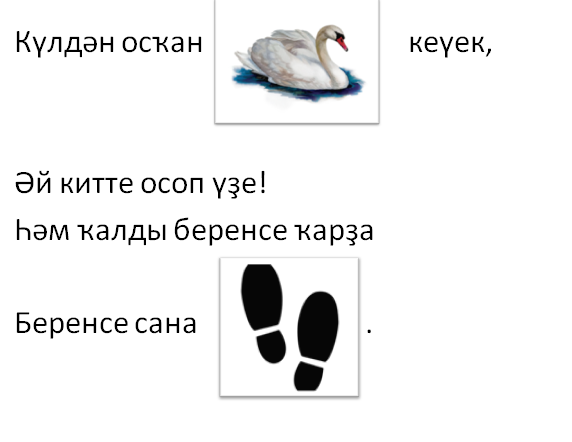 Күлдән осҡан кеүек,
Әй китте осоп үҙе!
Һәм ҡалды беренсе ҡарҙа
Беренсе сана .